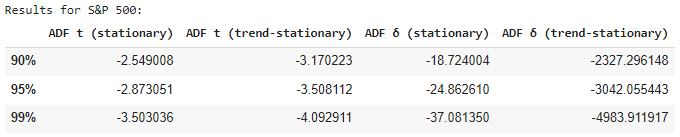 Results for S&P 500:
ADF t (stationary) ADF t (trend-stationary) ADF δ (stationary) ADF δ (trend-stationary)
90% -2.549008 -3.170223 -18.724004 -2327.296148
95% -2.873051 -3.508112 -24.862610 -3042.055443
99% -3.503036 -4.092911 -37.081350 -4983.911917